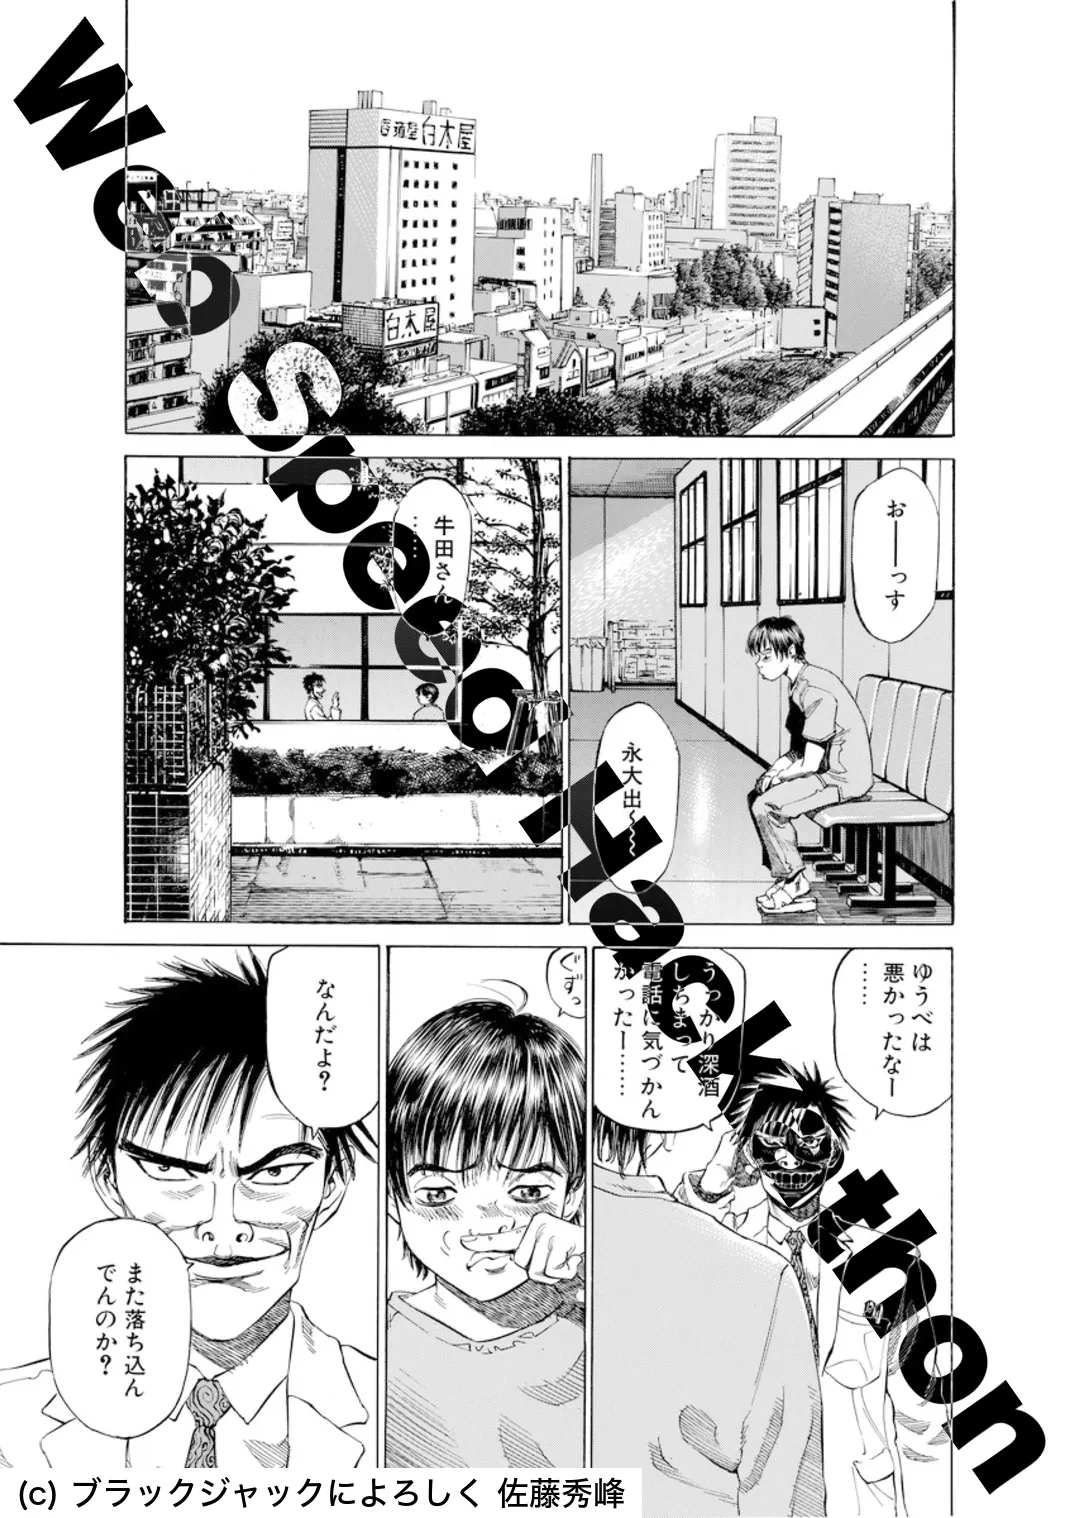 居酒屋 白木屋
白木屋
おーーっす
永大出〜〜〜
牛田さん
……
ゆうべは
悪かったなー
……
うっかり深酒
しちまって
電話に気づかん
かったー……
ぐずっ
なんだよ?
また落ち込ん
でんのか?
Wop Speedo! Hackathon
(c) ブラックジャックによろしく 佐藤秀峰